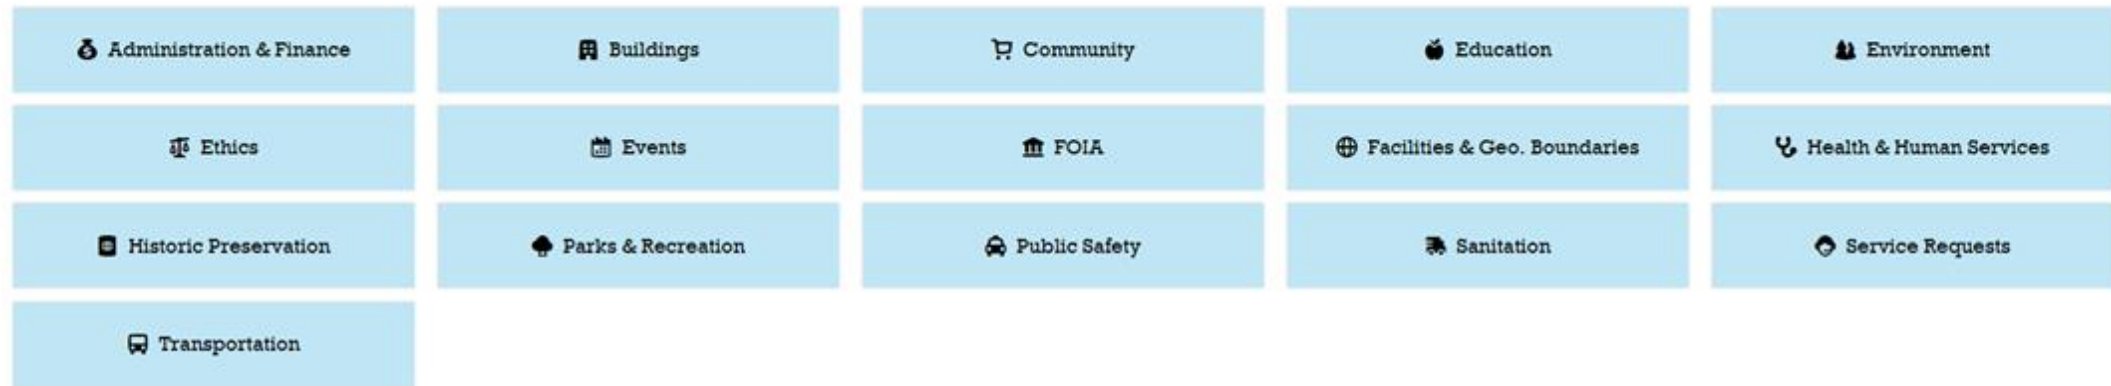 Administration & Finance
Buildings
Community
Education
Environment
Ethics
Events
FOIA
Facilities & Geo. Boundaries
Health & Human Services
Historic Preservation
Parks & Recreation
Public Safety
Sanitation
Service Requests
Transportation